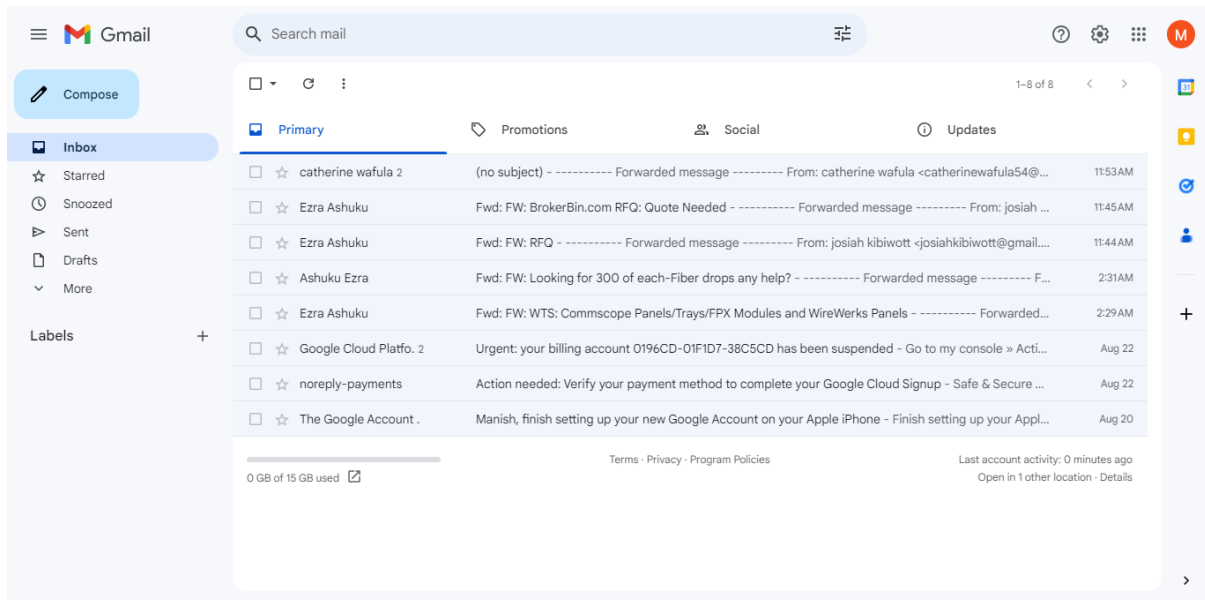 Gmail
Search mail
M
Compose
1–8 of 8
31
Primary
Promotions
Social
Updates
Inbox
Starred
Snoozed
Sent
Drafts
More
Labels
catherine wafula 2 (no subject) - ---------- Forwarded message --------- From: catherine wafula <catherinewafula54@... 11:53 AM
Ezra Ashuku Fwd: FW: BrokerBin.com RFQ: Quote Needed - ---------- Forwarded message --------- From: josiah ... 11:45 AM
Ezra Ashuku Fwd: FW: RFQ - ---------- Forwarded message --------- From: josiah kibiwott <josiahkibiwott@gmail.... 11:44 AM
Ashuku Ezra Fwd: FW: Looking for 300 of each-Fiber drops any help? - ---------- Forwarded message --------- F... 2:31 AM
Ezra Ashuku Fwd: FW: WTS: Commscope Panels/Trays/FPX Modules and WireWerks Panels - ---------- Forwarded... 2:29 AM
Google Cloud Platfo. 2 Urgent: your billing account 0196CD-01F1D7-38C5CD has been suspended - Go to my console » Acti... Aug 22
noreply-payments Action needed: Verify your payment method to complete your Google Cloud Signup - Safe & Secure ... Aug 22
The Google Account . Manish, finish setting up your new Google Account on your Apple iPhone - Finish setting up your Appl... Aug 20
0 GB of 15 GB used
Terms · Privacy · Program Policies
Last account activity: 0 minutes ago
Open in 1 other location · Details